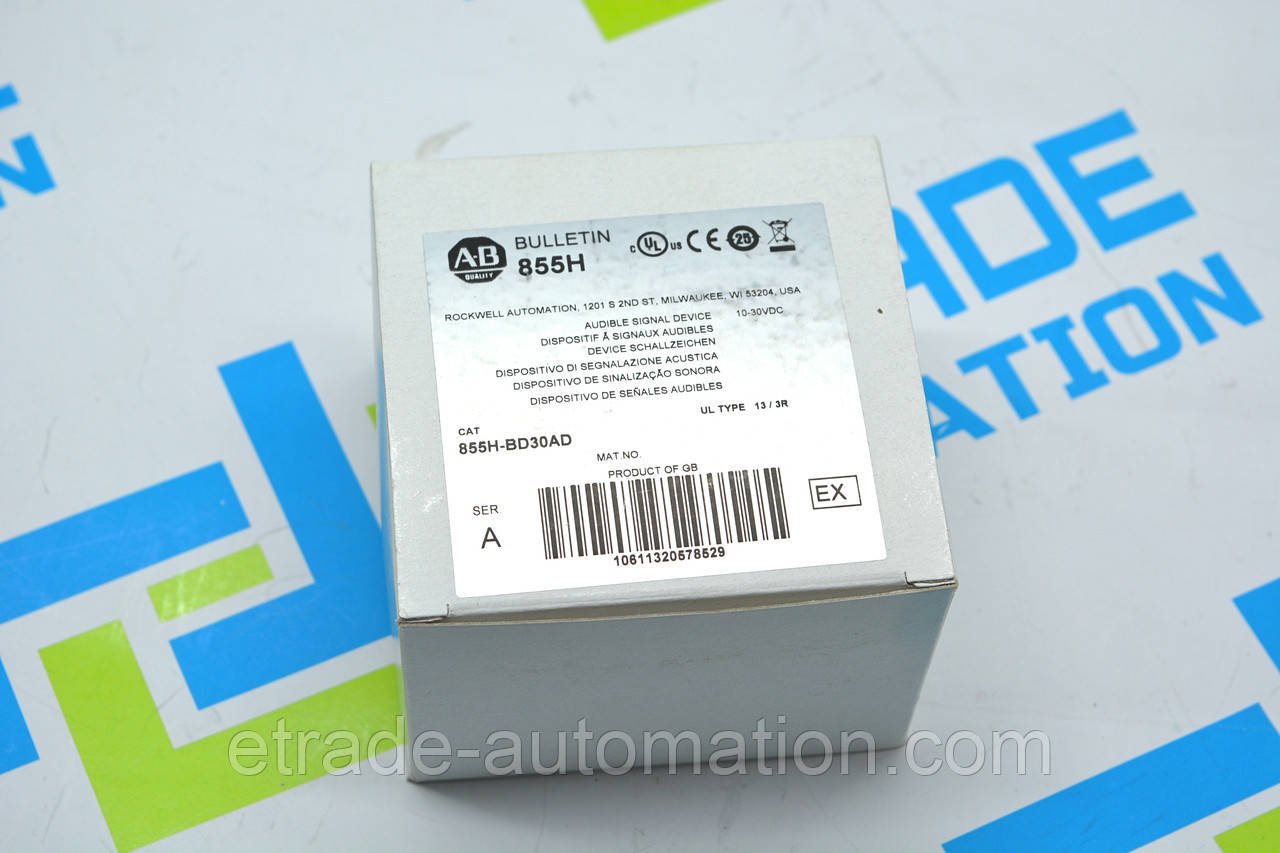 ADE
ATION
A-B
QUALITY
BULLETIN
855H
C UL US CE 25
ROCKWELL AUTOMATION, 1201 S 2ND ST, MILWAUKEE, WI 53204, USA
AUDIBLE SIGNAL DEVICE 10-30VDC
DISPOSITIF Á SIGNAUX AUDIBLES
DEVICE SCHALLZEICHEN
DISPOSITIVO DI SEGNALAZIONE ACUSTICA
DISPOSITIVO DE SINALIZAÇÃO SONORA
DISPOSITIVO DE SEÑALES AUDIBLES
UL TYPE 13 / 3R
CAT
855H-BD30AD
MAT.NO.
PRODUCT OF GB
SER.
A
EX
10611320578529
etrade-automation.com